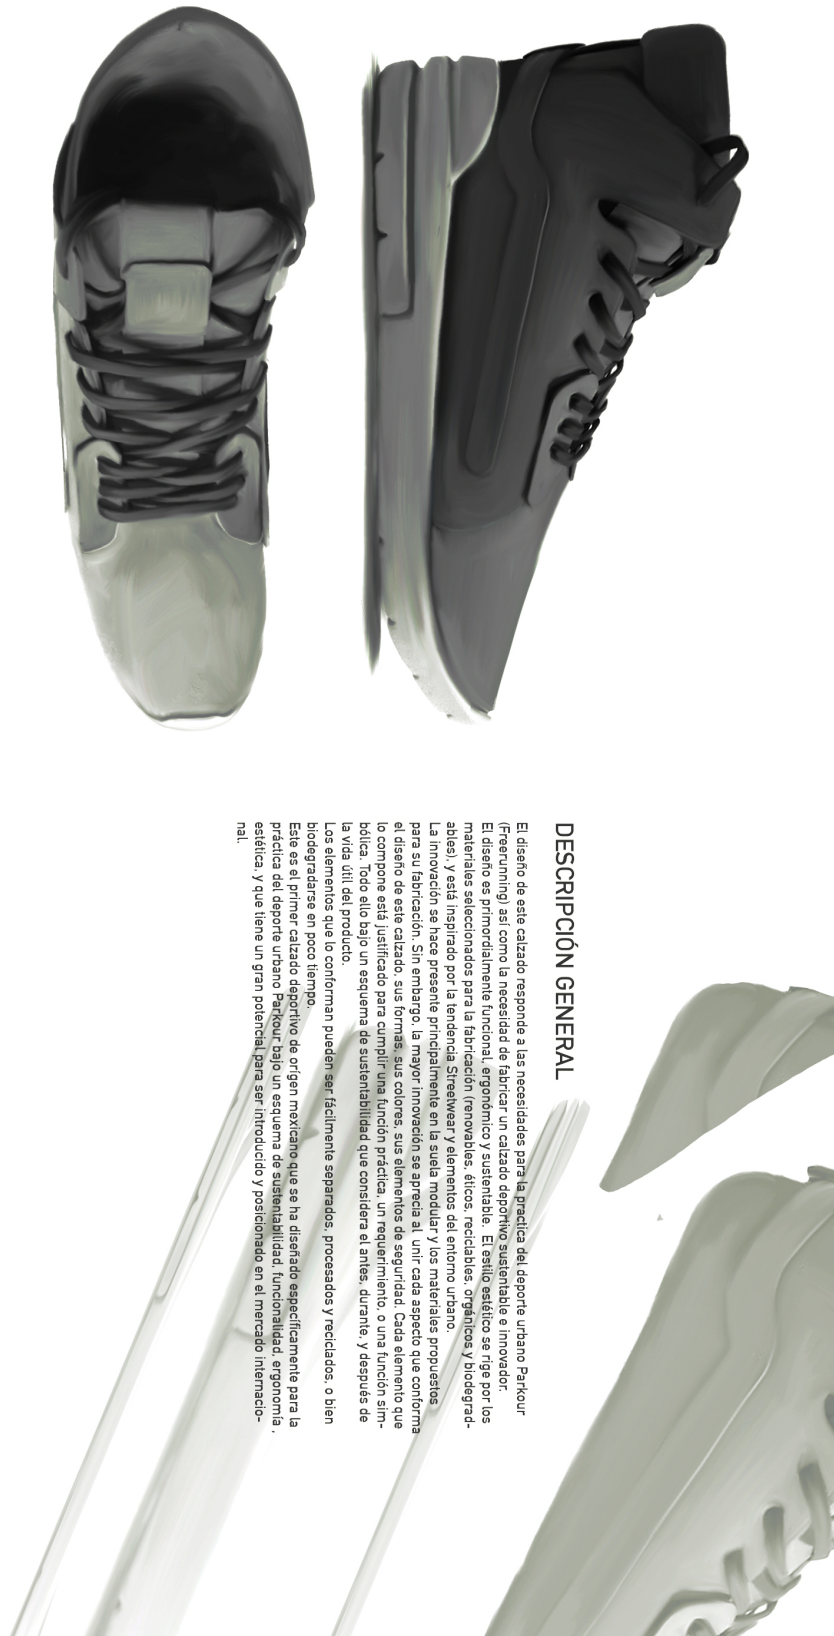 DESCRIPCIÓN GENERAL
El diseño de este calzado responde a las necesidades para la practica del deporte urbano Parkour
(Freerunning) así como la necesidad de fabricar un calzado deportivo sustentable e innovador.
El diseño es primordialmente funcional, ergonómico y sustentable. El estilo estético se rige por los
materiales seleccionados para la fabricación (renovables, éticos, reciclables, orgánicos y biodegrad-
ables), y está inspirado por la tendencia Streetwear y elementos del entorno urbano.
La innovación se hace presente principalmente en la suela modular y los materiales propuestos
para su fabricación. Sin embargo, la mayor innovación se aprecia al unir cada aspecto que conforma
el diseño de este calzado, sus formas, sus colores, sus elementos de seguridad. Cada elemento que
lo compone está justificado para cumplir una función práctica, un requerimiento, o una función sim-
bólica. Todo ello bajo un esquema de sustentabilidad que considera el antes, durante, y después de
la vida útil del producto.
Los elementos que lo conforman pueden ser fácilmente separados, procesados y reciclados, o bien
biodegradarse en poco tiempo.
Este es el primer calzado deportivo de orígen mexicano que se ha diseñado específicamente para la
práctica del deporte urbano Parkour bajo un esquema de sustentabilidad, funcionalidad, ergonomía ,
estética, y que tiene un gran potencial para ser introducido y posicionado en el mercado internacio-
nal.